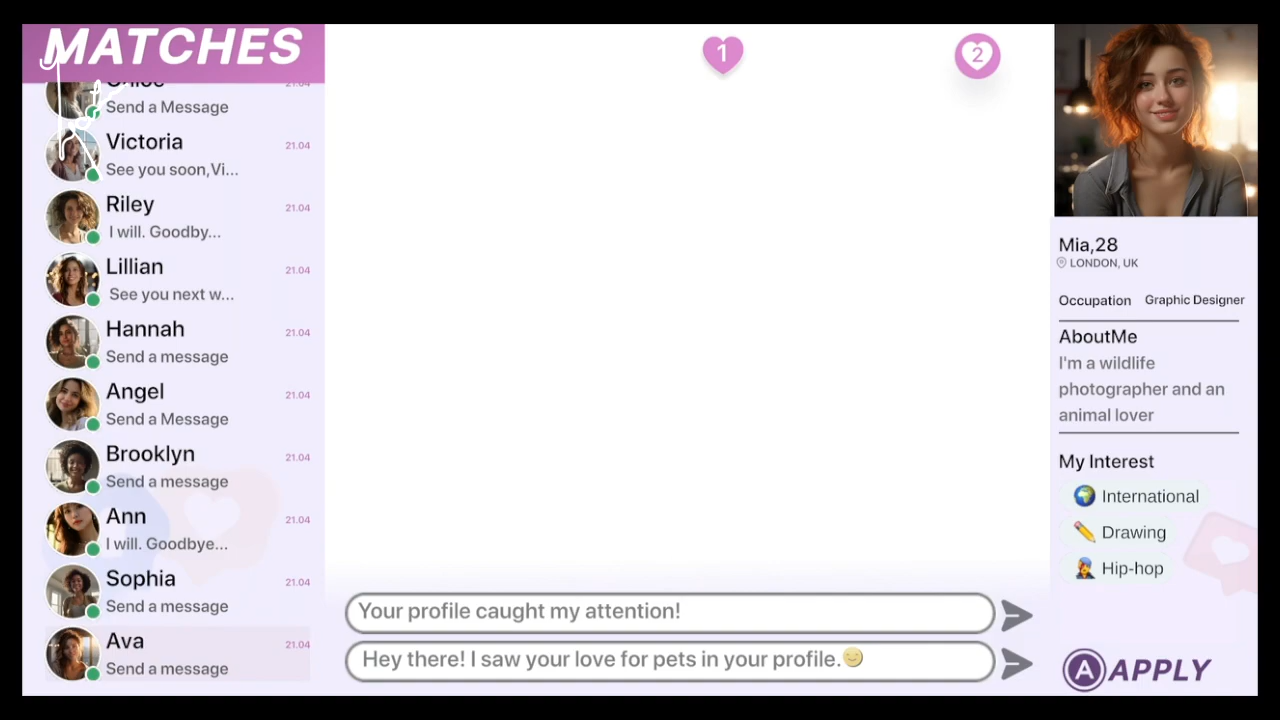 MATCHES
Chloe 21.04
Send a Message
Victoria 21.04
See you soon,Vi...
Riley 21.04
I will. Goodby...
Lillian 21.04
See you next w...
Hannah 21.04
Send a message
Angel 21.04
Send a Message
Brooklyn 21.04
Send a message
Ann 21.04
I will. Goodbye...
Sophia 21.04
Send a message
Ava 21.04
Send a message
1
2
Your profile caught my attention!
Hey there! I saw your love for pets in your profile.😊
Mia,28
LONDON, UK
Occupation Graphic Designer
AboutMe
I'm a wildlife
photographer and an
animal lover
My Interest
🌍 International
✏️ Drawing
Hip-hop
A APPLY